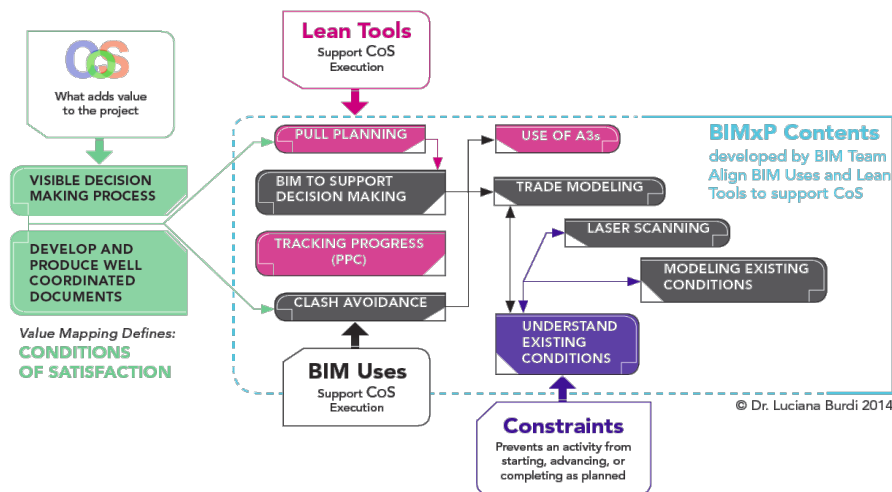 Lean Tools
Support CoS
Execution
CoS
What adds value
to the project
PULL PLANNING
USE OF A3s
BIMxP Contents
developed by BIM Team
Align BIM Uses and Lean
Tools to support CoS
VISIBLE DECISION
MAKING PROCESS
BIM TO SUPPORT
DECISION MAKING
TRADE MODELING
DEVELOP AND
PRODUCE WELL
COORDINATED
DOCUMENTS
TRACKING PROGRESS
(PPC)
LASER SCANNING
MODELING EXISTING
CONDITIONS
CLASH AVOIDANCE
UNDERSTAND
EXISTING
CONDITIONS
Value Mapping Defines:
CONDITIONS
OF SATISFACTION
BIM Uses
Support CoS
Execution
© Dr. Luciana Burdi 2014
Constraints
Prevents an activity from
starting, advancing, or
completing as planned